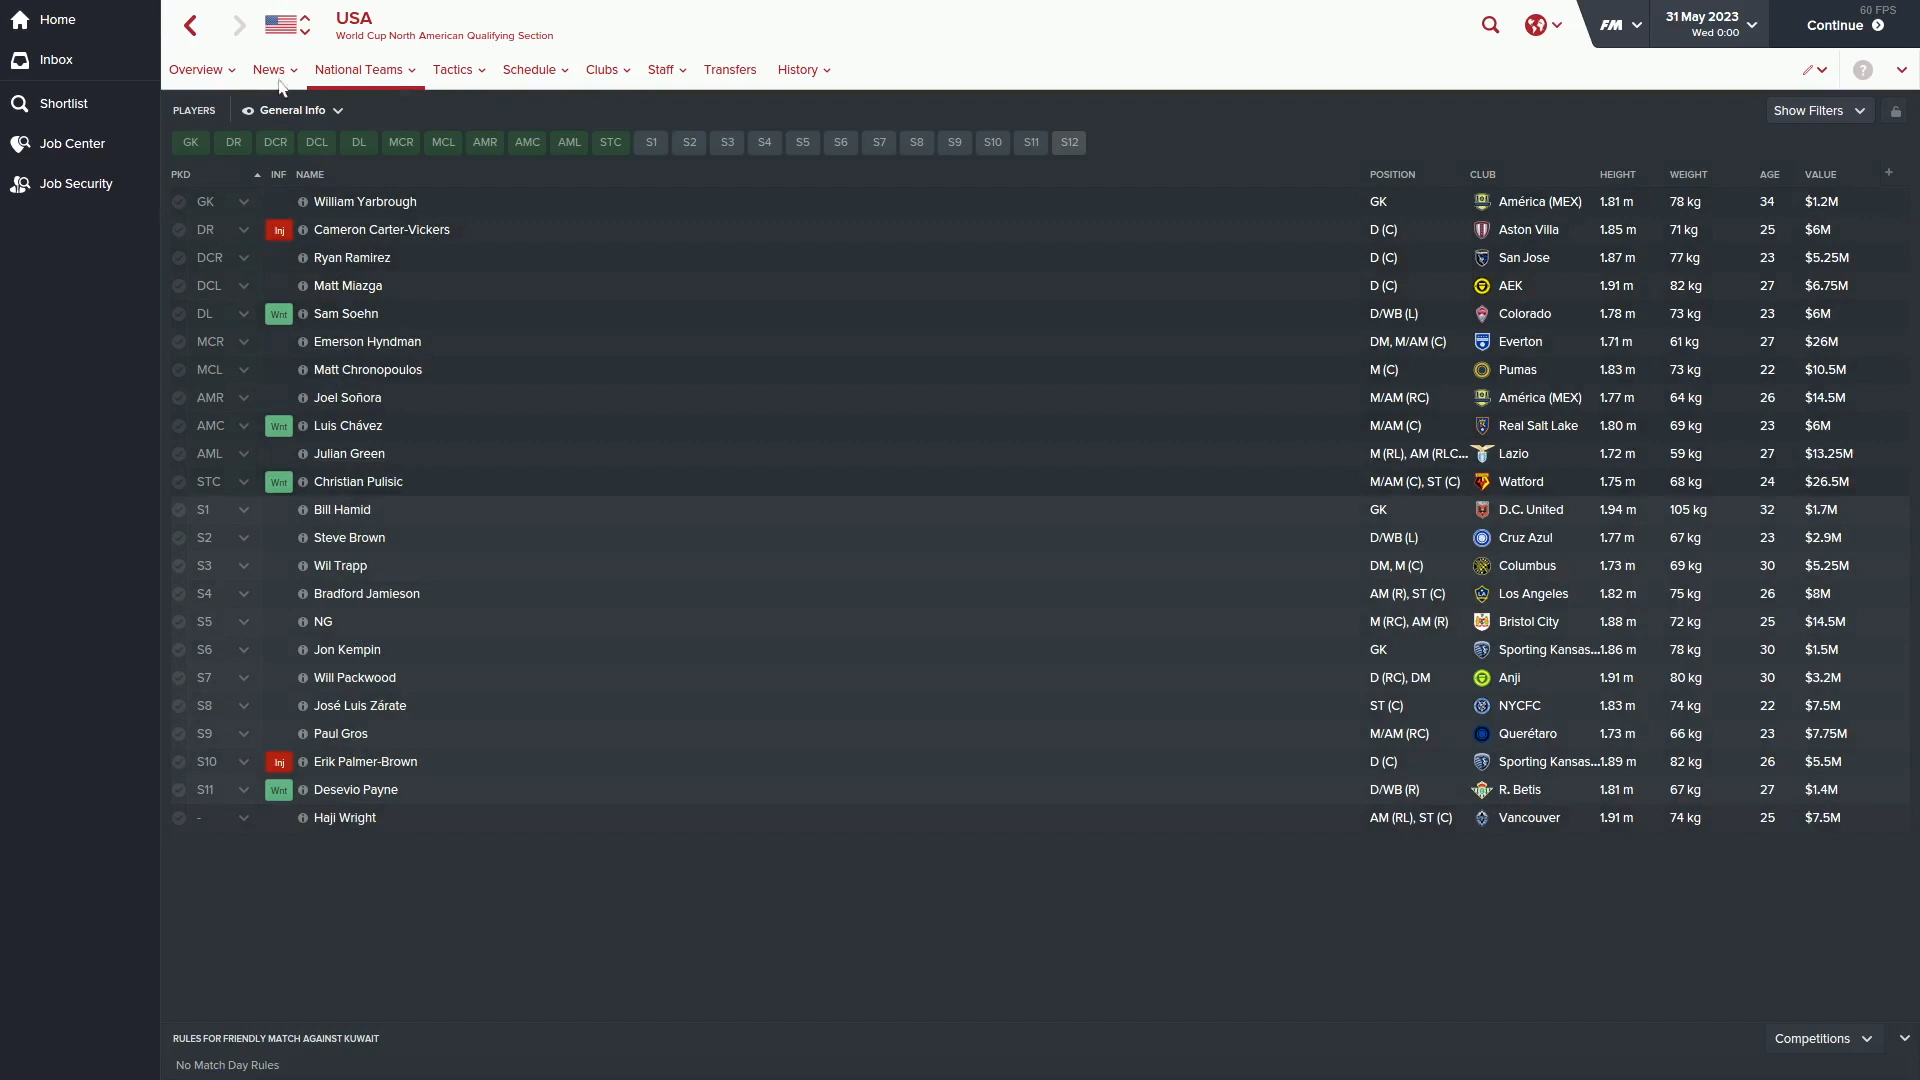 Home
Inbox
Shortlist
Job Center
Job Security
USA
World Cup North American Qualifying Section
FM
31 May 2023
Wed 0:00
60 FPS
Continue
Overview News National Teams Tactics Schedule Clubs Staff Transfers History
?
PLAYERS General Info Show Filters
GK DR DCR DCL DL MCR MCL AMR AMC AML STC S1 S2 S3 S4 S5 S6 S7 S8 S9 S10 S11 S12
PKD INF NAME POSITION CLUB HEIGHT WEIGHT AGE VALUE +
GK William Yarbrough GK América (MEX) 1.81 m 78 kg 34 $1.2M
DR Inj Cameron Carter-Vickers D (C) Aston Villa 1.85 m 71 kg 25 $6M
DCR Ryan Ramirez D (C) San Jose 1.87 m 77 kg 23 $5.25M
DCL Matt Miazga D (C) AEK 1.91 m 82 kg 27 $6.75M
DL Wnt Sam Soehn D/WB (L) Colorado 1.78 m 73 kg 23 $6M
MCR Emerson Hyndman DM, M/AM (C) Everton 1.71 m 61 kg 27 $26M
MCL Matt Chronopoulos M (C) Pumas 1.83 m 73 kg 22 $10.5M
AMR Joel Soñora M/AM (RC) América (MEX) 1.77 m 64 kg 26 $14.5M
AMC Wnt Luis Chávez M/AM (C) Real Salt Lake 1.80 m 69 kg 23 $6M
AML Julian Green M (RL), AM (RLC... Lazio 1.72 m 59 kg 27 $13.25M
STC Wnt Christian Pulisic M/AM (C), ST (C) Watford 1.75 m 68 kg 24 $26.5M
S1 Bill Hamid GK D.C. United 1.94 m 105 kg 32 $1.7M
S2 Steve Brown D/WB (L) Cruz Azul 1.77 m 67 kg 23 $2.9M
S3 Wil Trapp DM, M (C) Columbus 1.73 m 69 kg 30 $5.25M
S4 Bradford Jamieson AM (R), ST (C) Los Angeles 1.82 m 75 kg 26 $8M
S5 NG M (RC), AM (R) Bristol City 1.88 m 72 kg 25 $14.5M
S6 Jon Kempin GK Sporting Kansas... 1.86 m 78 kg 30 $1.5M
S7 Will Packwood D (RC), DM Anji 1.91 m 80 kg 30 $3.2M
S8 José Luis Zárate ST (C) NYCFC 1.83 m 74 kg 22 $7.5M
S9 Paul Gros M/AM (RC) Querétaro 1.73 m 66 kg 23 $7.75M
S10 Inj Erik Palmer-Brown D (C) Sporting Kansas... 1.89 m 82 kg 26 $5.5M
S11 Wnt Desevio Payne D/WB (R) R. Betis 1.81 m 67 kg 27 $1.4M
- Haji Wright AM (RL), ST (C) Vancouver 1.91 m 74 kg 25 $7.5M
RULES FOR FRIENDLY MATCH AGAINST KUWAIT Competitions
No Match Day Rules